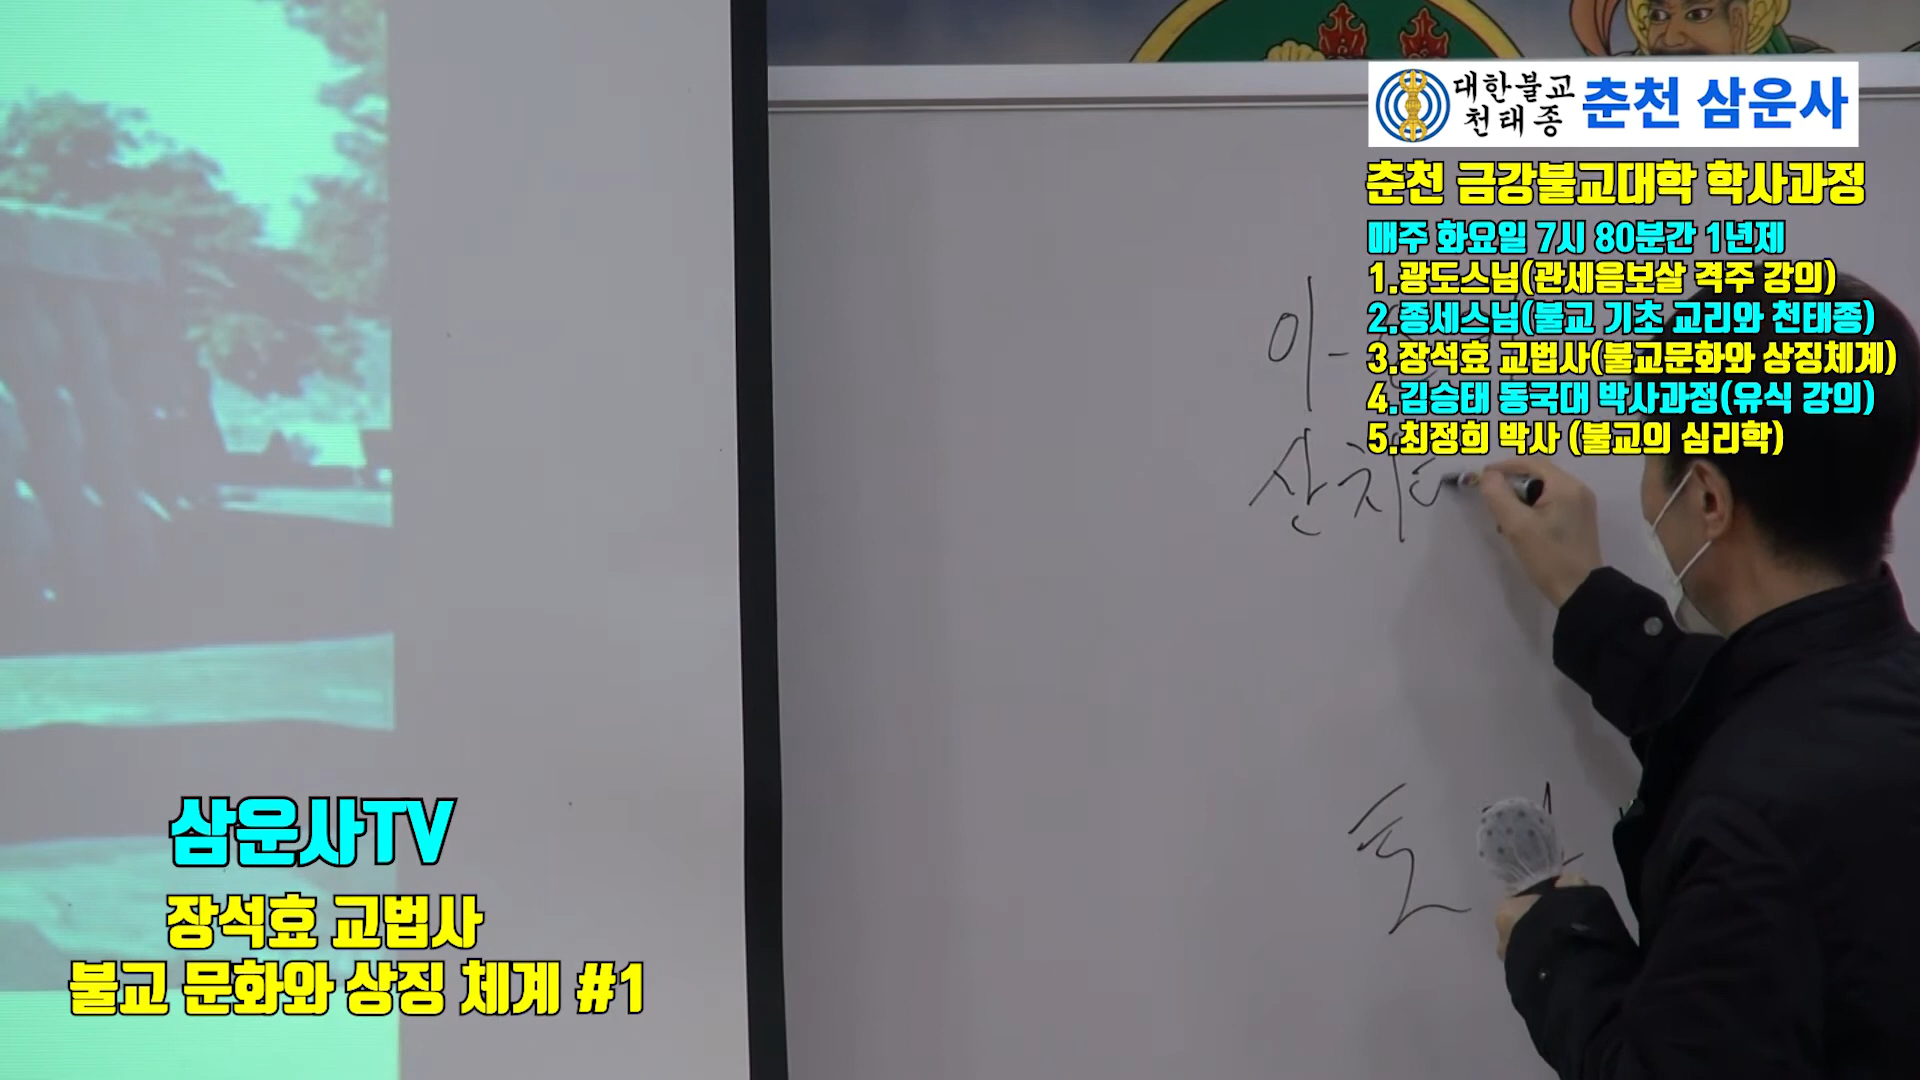 대한불교
천태종
춘천 삼운사
춘천 금강불교대학 학사과정
매주 화요일 7시 80분간 1년제
1.광도스님(관세음보살 격주 강의)
2.종세스님(불교 기초 교리와 천태종)
3.장석효 교법사(불교문화와 상징체계)
4.김승태 동국대 박사과정(유식 강의)
5.최정희 박사 (불교의 심리학)
산치
삼운사TV
장석효 교법사
불교 문화와 상징 체계 #1